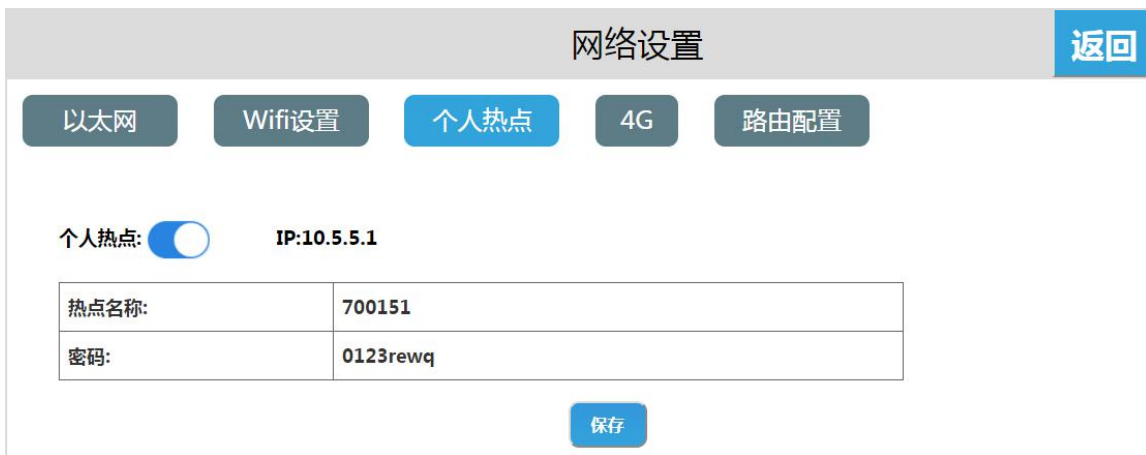 网络设置 返回
以太网 Wifi设置 个人热点 4G 路由配置
个人热点: IP:10.5.5.1
热点名称: 700151
密码: 0123rewq
保存